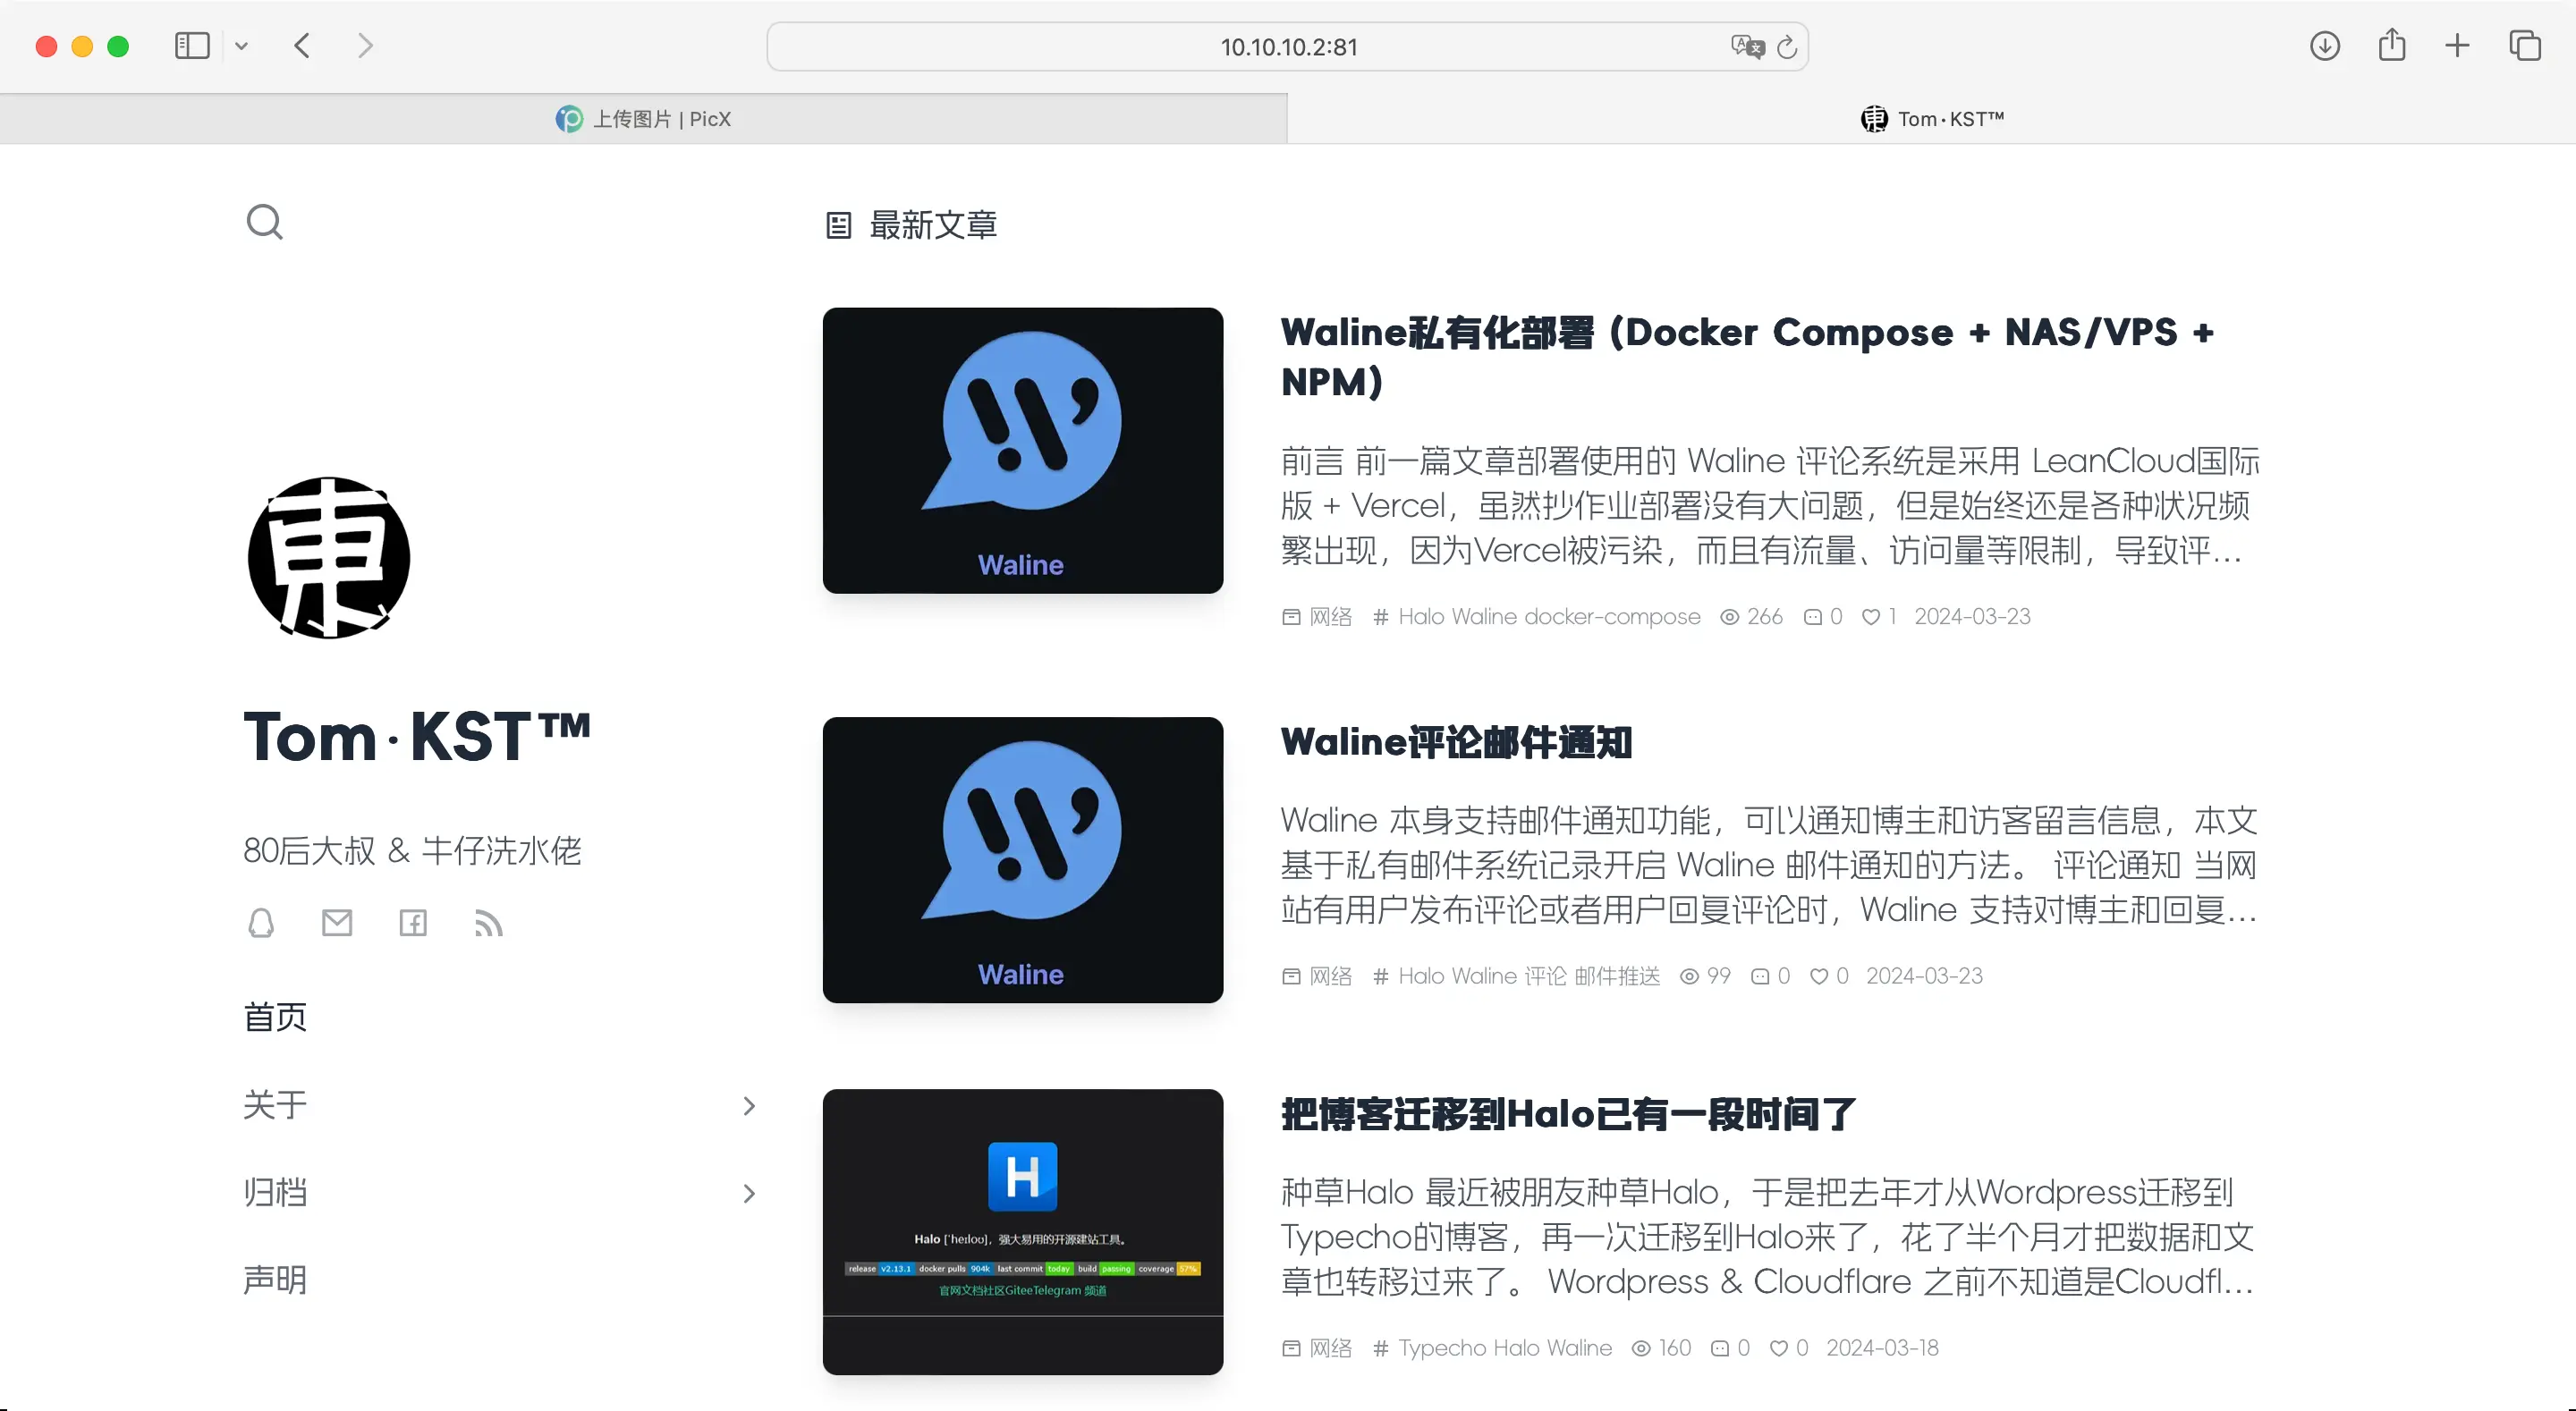 10.10.10.2:81
上传图片 | PicX
Tom·KST™
東
Tom·KST™
80后大叔 & 牛仔洗水佬
首页
关于
归档
声明
最新文章
Waline
Waline私有化部署 (Docker Compose + NAS/VPS +
NPM)
前言 前一篇文章部署使用的 Waline 评论系统是采用 LeanCloud国际
版 + Vercel，虽然抄作业部署没有大问题，但是始终还是各种状况频
繁出现，因为Vercel被污染，而且有流量、访问量等限制，导致评…
网络 # Halo Waline docker-compose 266 0 1 2024-03-23
Waline
Waline评论邮件通知
Waline 本身支持邮件通知功能，可以通知博主和访客留言信息，本文
基于私有邮件系统记录开启 Waline 邮件通知的方法。 评论通知 当网
站有用户发布评论或者用户回复评论时，Waline 支持对博主和回复…
网络 # Halo Waline 评论 邮件推送 99 0 0 2024-03-23
H
Halo [ˈheɪloʊ]，强大易用的开源建站工具。
release v2.13.1 docker pulls 904k last commit today build passing coverage 57%
官网文档社区GiteeTelegram 频道
把博客迁移到Halo已有一段时间了
种草Halo 最近被朋友种草Halo，于是把去年才从Wordpress迁移到
Typecho的博客，再一次迁移到Halo来了，花了半个月才把数据和文
章也转移过来了。 Wordpress & Cloudflare 之前不知道是Cloudfl…
网络 # Typecho Halo Waline 160 0 0 2024-03-18